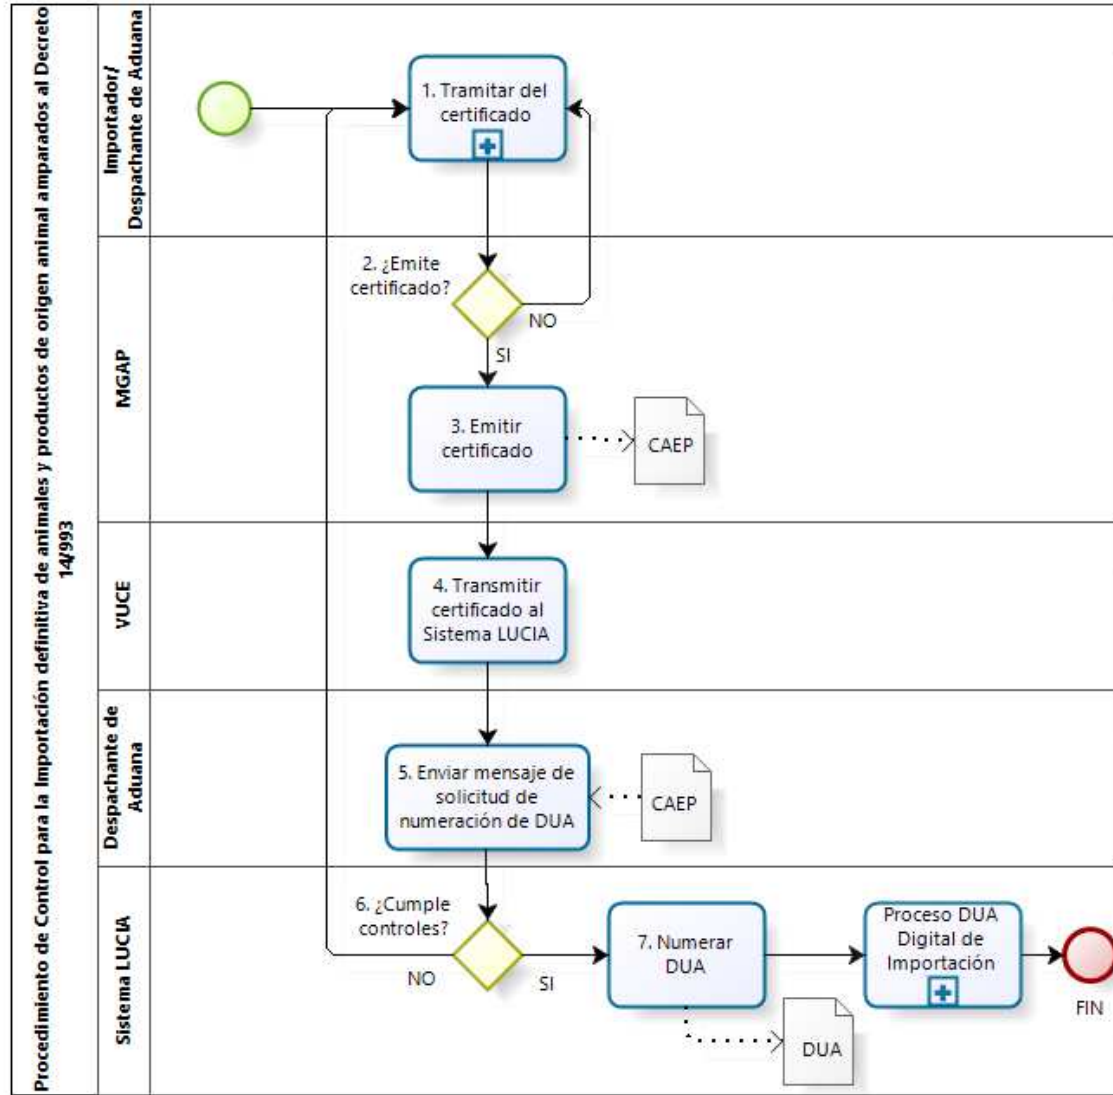 Procedimiento de Control para la Importación definitiva de animales y productos de origen animal amparados al Decreto
14/993
Importador/
Despachante de Aduana
1. Tramitar del
certificado
MGAP
2. ¿Emite
certificado?
NO
SI
3. Emitir
certificado
CAEP
VUCE
4. Transmitir
certificado al
Sistema LUCIA
Despachante de
Aduana
5. Enviar mensaje de
solicitud de
numeración de DUA
CAEP
Sistema LUCIA
6. ¿Cumple
controles?
NO
SI
7. Numerar
DUA
DUA
Proceso DUA
Digital de
Importación
FIN